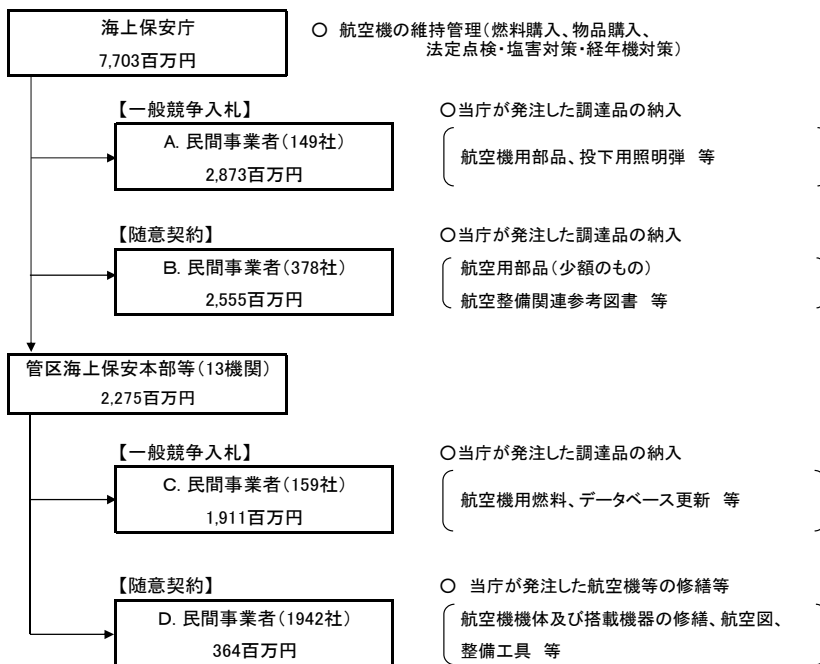 海上保安庁
7,703百万円
○ 航空機の維持管理(燃料購入、物品購入、
法定点検・塩害対策・経年機対策)
【一般競争入札】
○当庁が発注した調達品の納入
A. 民間事業者(149社)
2,873百万円
航空機用部品、投下用照明弾 等
【随意契約】
○当庁が発注した調達品の納入
B. 民間事業者(378社)
2,555百万円
航空用部品(少額のもの)
航空整備関連参考図書 等
管区海上保安本部等(13機関)
2,275百万円
【一般競争入札】
○当庁が発注した調達品の納入
C. 民間事業者(159社)
1,911百万円
航空機用燃料、データベース更新 等
【随意契約】
○ 当庁が発注した航空機等の修繕等
D. 民間事業者(1942社)
364百万円
航空機機体及び搭載機器の修繕、航空図、
整備工具 等